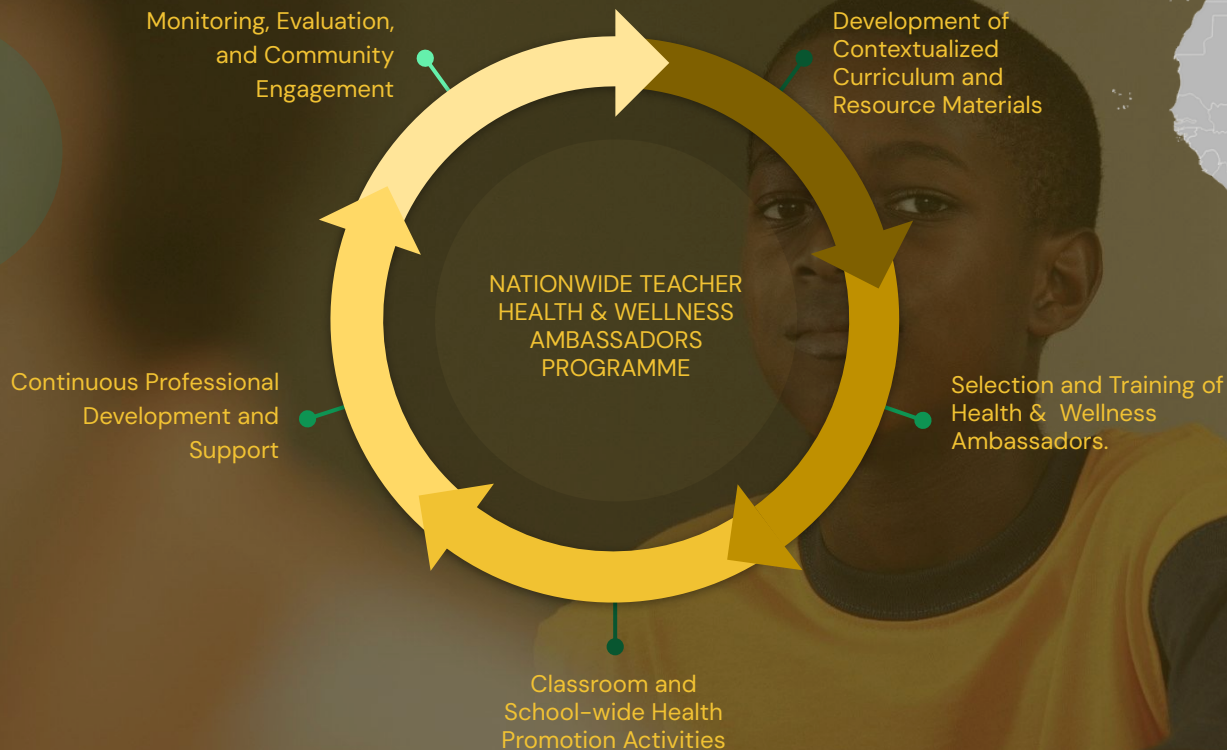 Monitoring, Evaluation,
and Community
Engagement
Development of
Contextualized
Curriculum and
Resource Materials
NATIONWIDE TEACHER
HEALTH & WELLNESS
AMBASSADORS
PROGRAMME
Continuous Professional
Development and
Support
Selection and Training of
Health & Wellness
Ambassadors.
Classroom and
School-wide Health
Promotion Activities